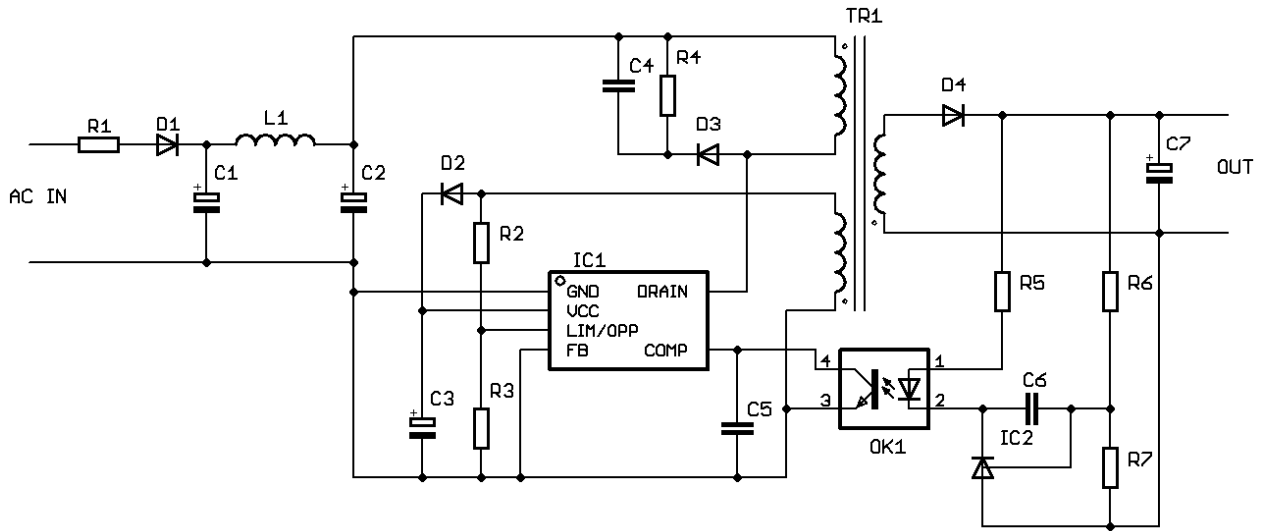 TR1
R4
C4
D4
D3
R1
D1
L1
C7
OUT
D2
C1
C2
AC IN
R2
IC1
GND
DRAIN
VCC
LIM/OPP
FB
COMP
R5
R6
4
1
R3
C3
C5
3
2
C6
IC2
OK1
R7
+
+
+
+